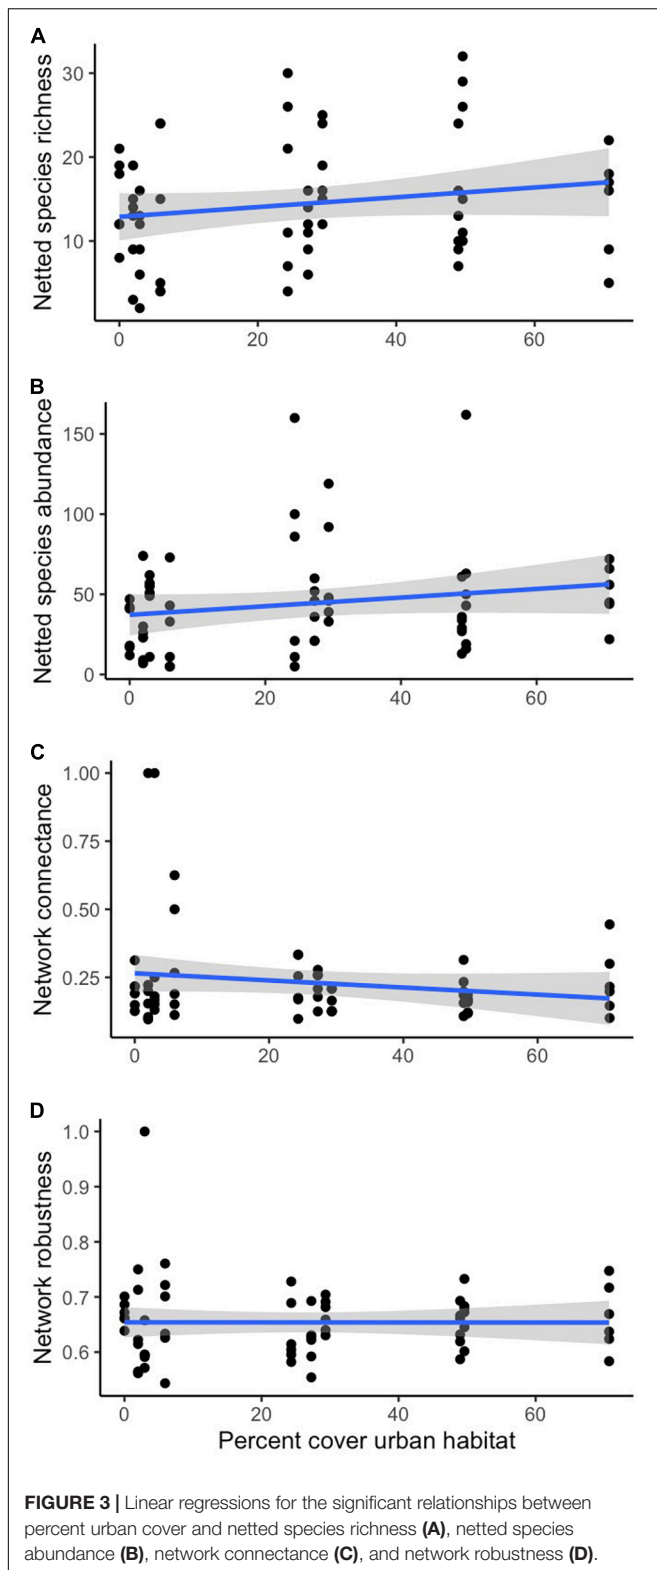 A
Netted species richness
30
20
10
0 20 40 60
B
Netted species abundance
150
100
50
0
0 20 40 60
C
Network connectance
1.00
0.75
0.50
0.25
0 20 40 60
D
Network robustness
1.0
0.9
0.8
0.7
0.6
0 20 40 60
Percent cover urban habitat
FIGURE 3 | Linear regressions for the significant relationships between
percent urban cover and netted species richness (A), netted species
abundance (B), network connectance (C), and network robustness (D).